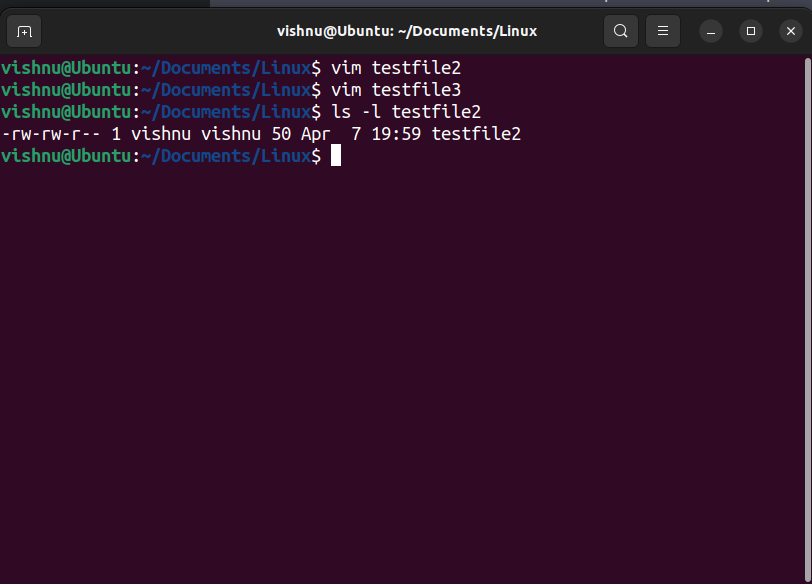 vishnu@Ubuntu: ~/Documents/Linux
vishnu@Ubuntu:~/Documents/Linux$ vim testfile2
vishnu@Ubuntu:~/Documents/Linux$ vim testfile3
vishnu@Ubuntu:~/Documents/Linux$ ls -l testfile2
-rw-rw-r-- 1 vishnu vishnu 50 Apr  7 19:59 testfile2
vishnu@Ubuntu:~/Documents/Linux$